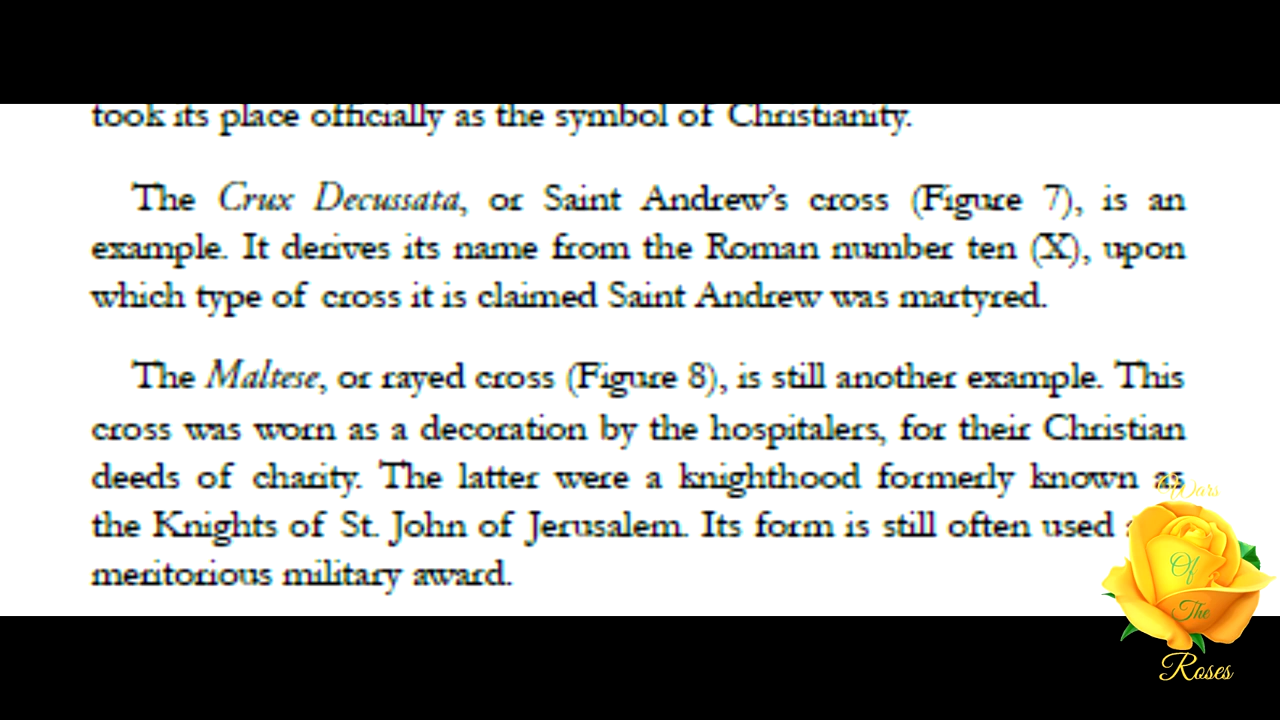 took its place officially as the symbol of Christianity.
The Crux Decussata, or Saint Andrew's cross (Figure 7), is an
example. It derives its name from the Roman number ten (X), upon
which type of cross it is claimed Saint Andrew was martyred.
The Maltese, or rayed cross (Figure 8), is still another example. This
cross was worn as a decoration by the hospitalers, for their Christian
deeds of charity. The latter were a knighthood formerly known as
the Knights of St. John of Jerusalem. Its form is still often used
meritorious military award.
Wars
Of
The
Roses